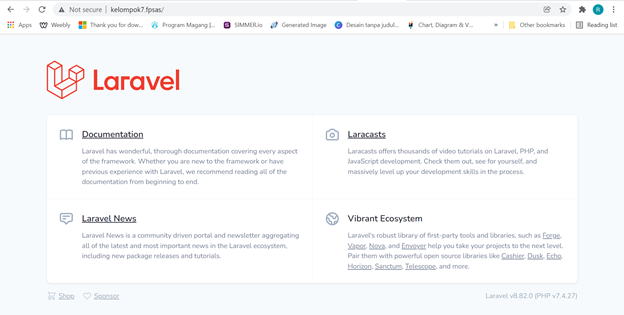 Not secure | kelompok7.fpsas/
Apps Weebly Thank you for dow... Program Magang |... SIMMER.io Generated Image Desain tanpa judul... Chart, Diagram & V... » Other bookmarks Reading list
Laravel
Documentation
Laravel has wonderful, thorough documentation covering every aspect
of the framework. Whether you are new to the framework or have
previous experience with Laravel, we recommend reading all of the
documentation from beginning to end.
Laracasts
Laracasts offers thousands of video tutorials on Laravel, PHP, and
JavaScript development. Check them out, see for yourself, and
massively level up your development skills in the process.
Laravel News
Laravel News is a community driven portal and newsletter aggregating
all of the latest and most important news in the Laravel ecosystem,
including new package releases and tutorials.
Vibrant Ecosystem
Laravel's robust library of first-party tools and libraries, such as Forge,
Vapor, Nova, and Envoyer help you take your projects to the next level.
Pair them with powerful open source libraries like Cashier, Dusk, Echo,
Horizon, Sanctum, Telescope, and more.
Shop Sponsor
Laravel v8.82.0 (PHP v7.4.27)